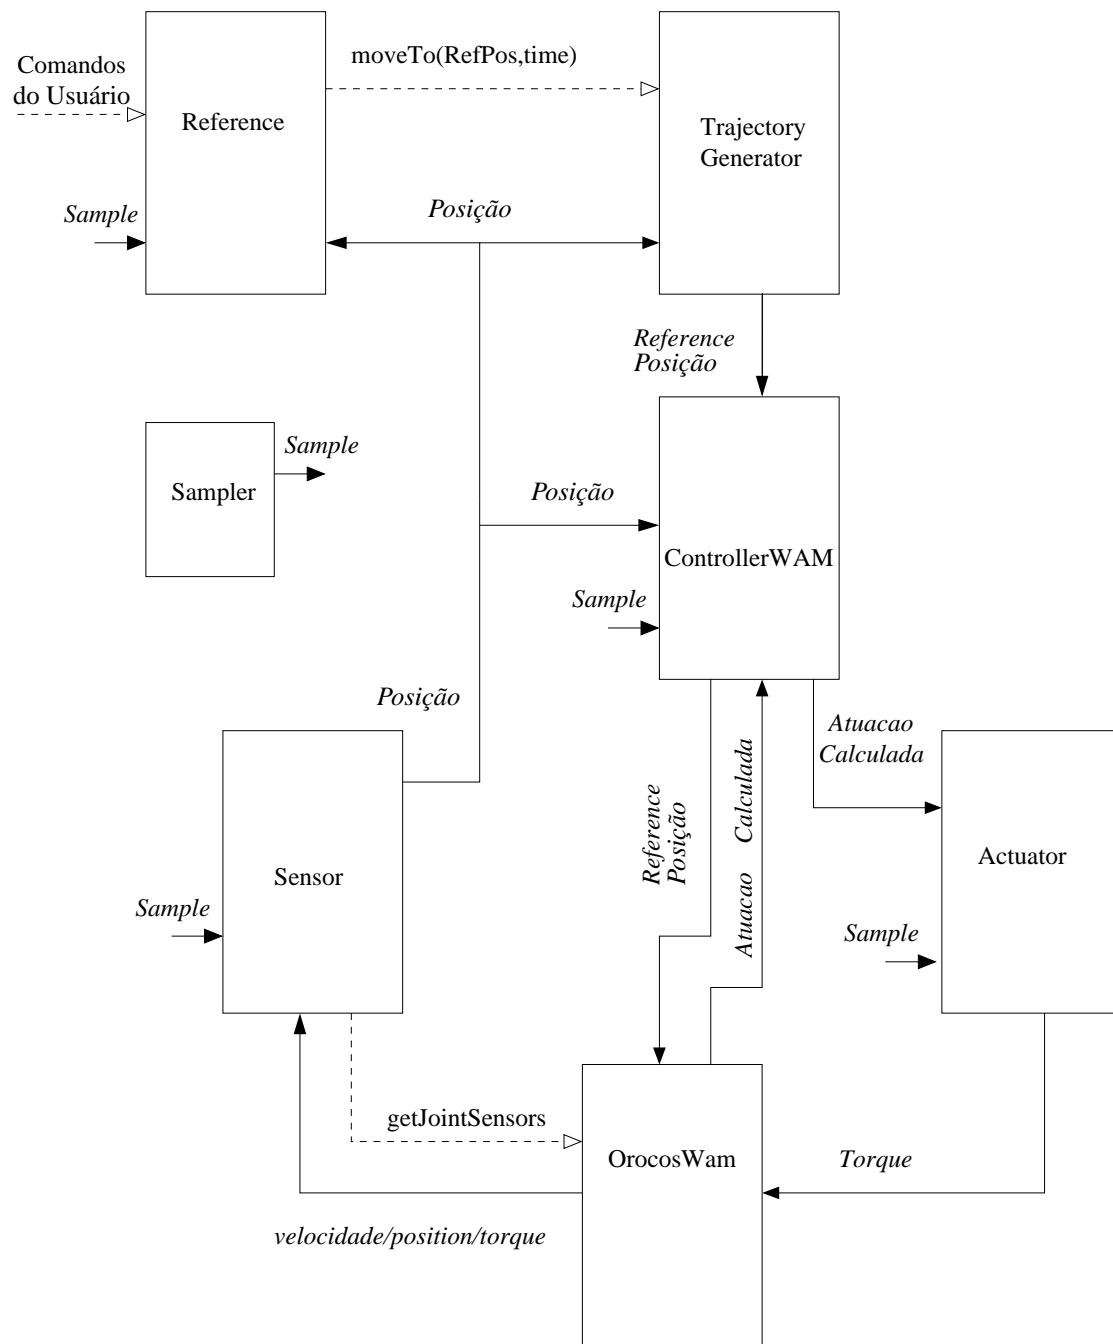 Comandos
do Usuário
moveTo(RefPos,time)
Reference
Trajectory
Generator
Sample
Posição
Reference
Posição
Sample
Sampler
Posição
ControllerWAM
Sample
Posição
Atuacao
Calculada
Reference
Posição
Atuacao Calculada
Sensor
Actuator
Sample
Sample
getJointSensors
OrocosWam
Torque
velocidade/position/torque